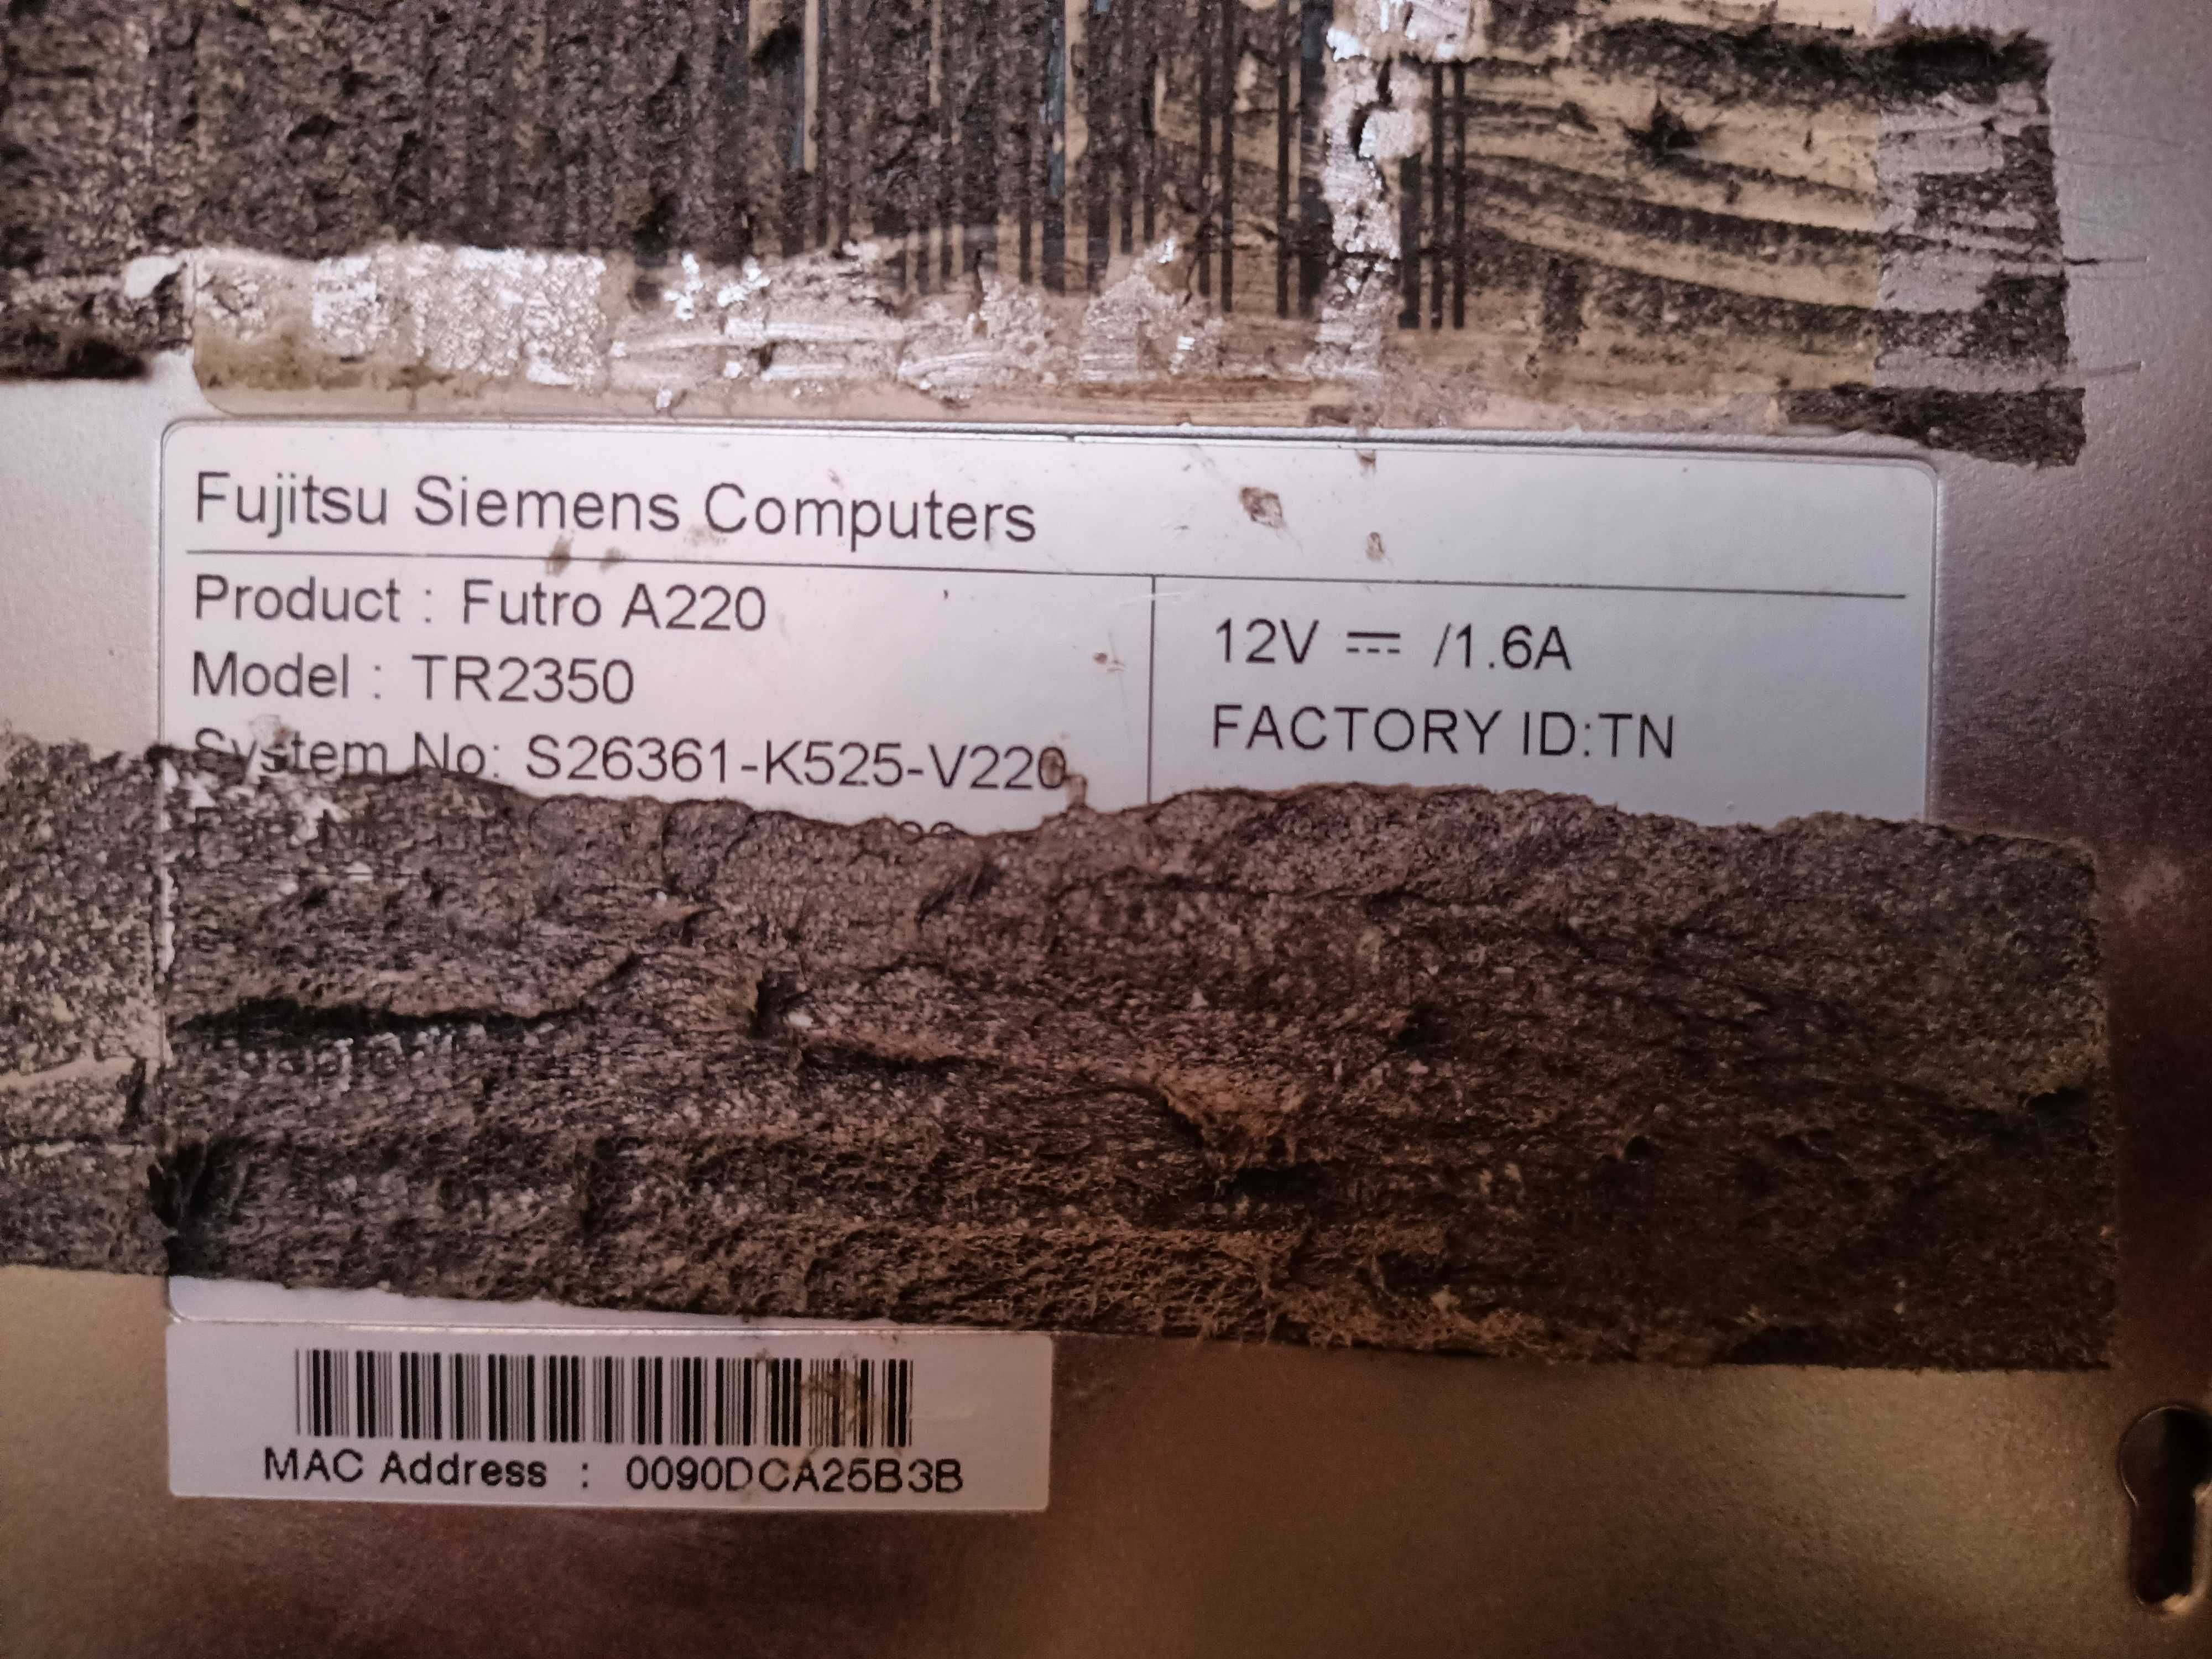 Fujitsu Siemens Computers
Product : Futro A220
Model : TR2350
System No: S26361-K525-V220
12V ⎓ /1.6A
FACTORY ID:TN
MAC Address : 0090DCA25B3B